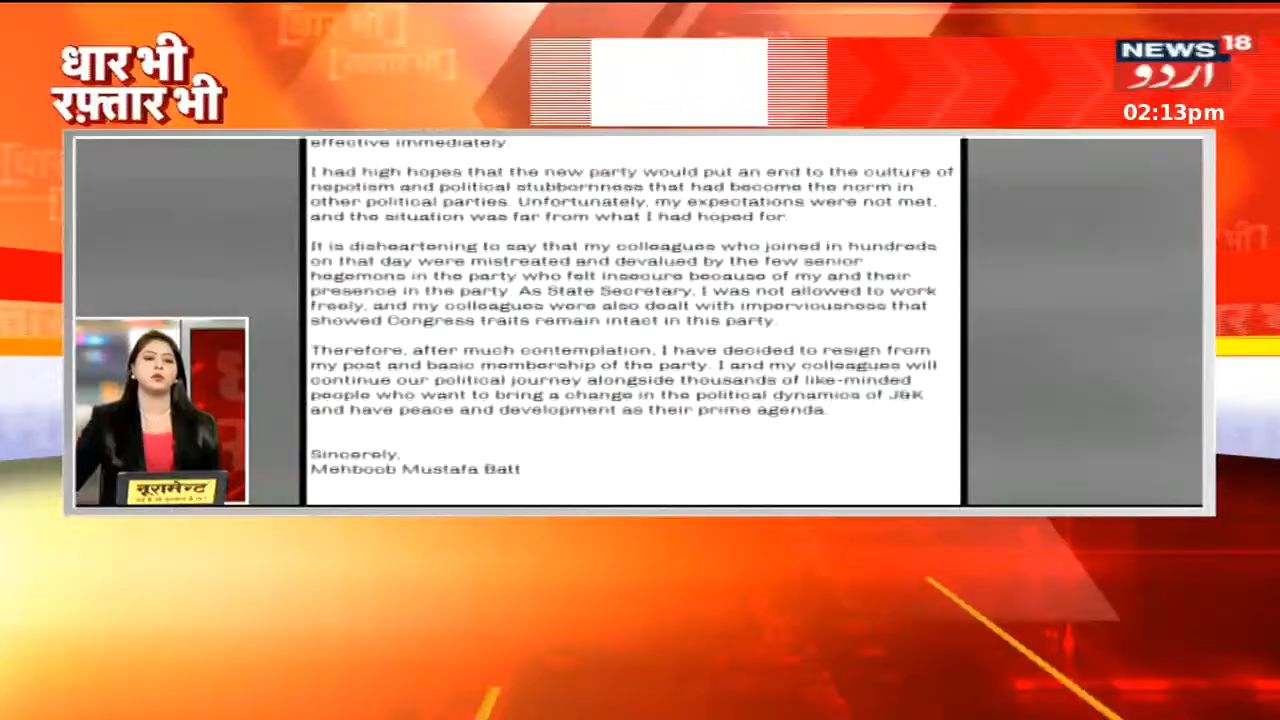 धार भी
रफ़्तार भी
NEWS 18
اردو
02:13pm
effective immediately.
I had high hopes that the new party would put an end to the culture of
nepotism and political stubbornness that had become the norm in
other political parties. Unfortunately, my expectations were not met,
and the situation was far from what I had hoped for.
It is disheartening to say that my colleagues who joined in hundreds
on that day were mistreated and devalued by the few senior
hegemons in the party who felt insecure because of my and their
presence in the party. As State Secretary, I was not allowed to work
freely, and my colleagues were also dealt with imperviousness that
showed Congress traits remain intact in this party.
Therefore, after much contemplation, I have decided to resign from
my post and basic membership of the party. I and my colleagues will
continue our political journey alongside thousands of like-minded
people who want to bring a change in the political dynamics of J&K
and have peace and development as their prime agenda.
Sincerely,
Mehboob Mustafa Batt
नूरामेन्ट